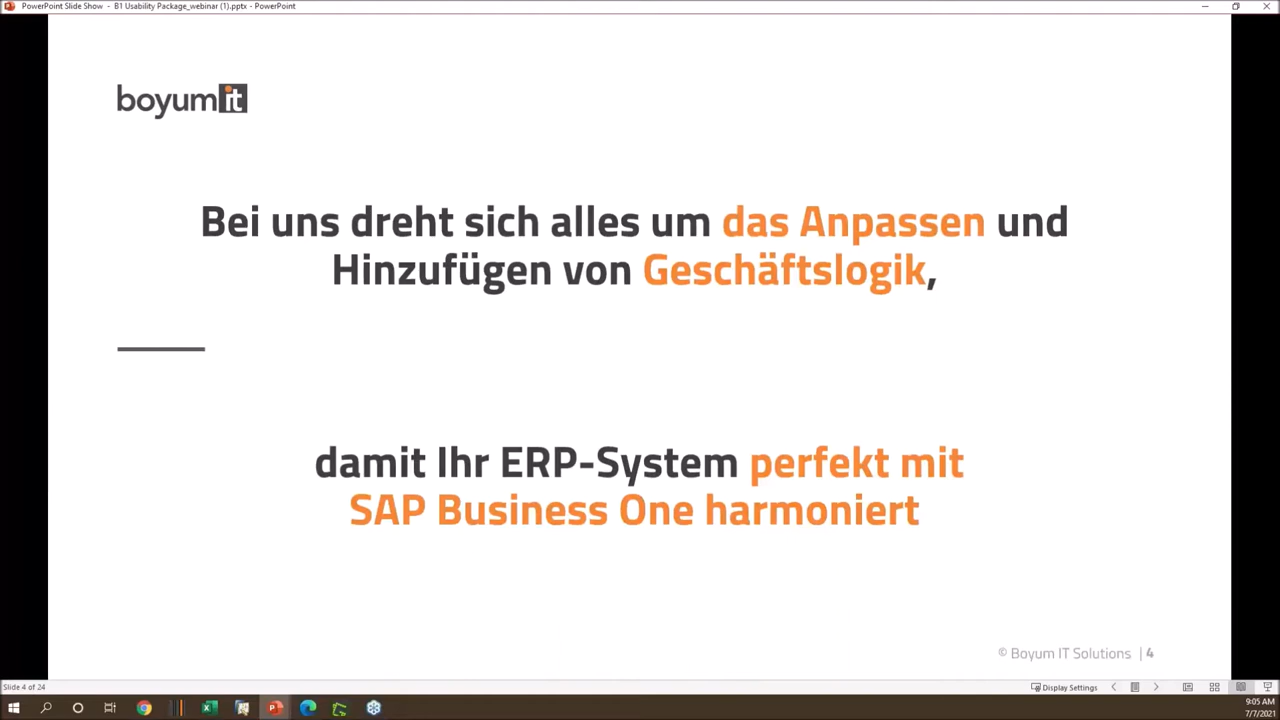 PowerPoint Slide Show - B1 Usability Package_webinar (1).pptx - PowerPoint
boyumit
Bei uns dreht sich alles um das Anpassen und
Hinzufügen von Geschäftslogik,
damit Ihr ERP-System perfekt mit
SAP Business One harmoniert
© Boyum IT Solutions | 4
Slide 4 of 24
Display Settings
9:05 AM
7/7/2021